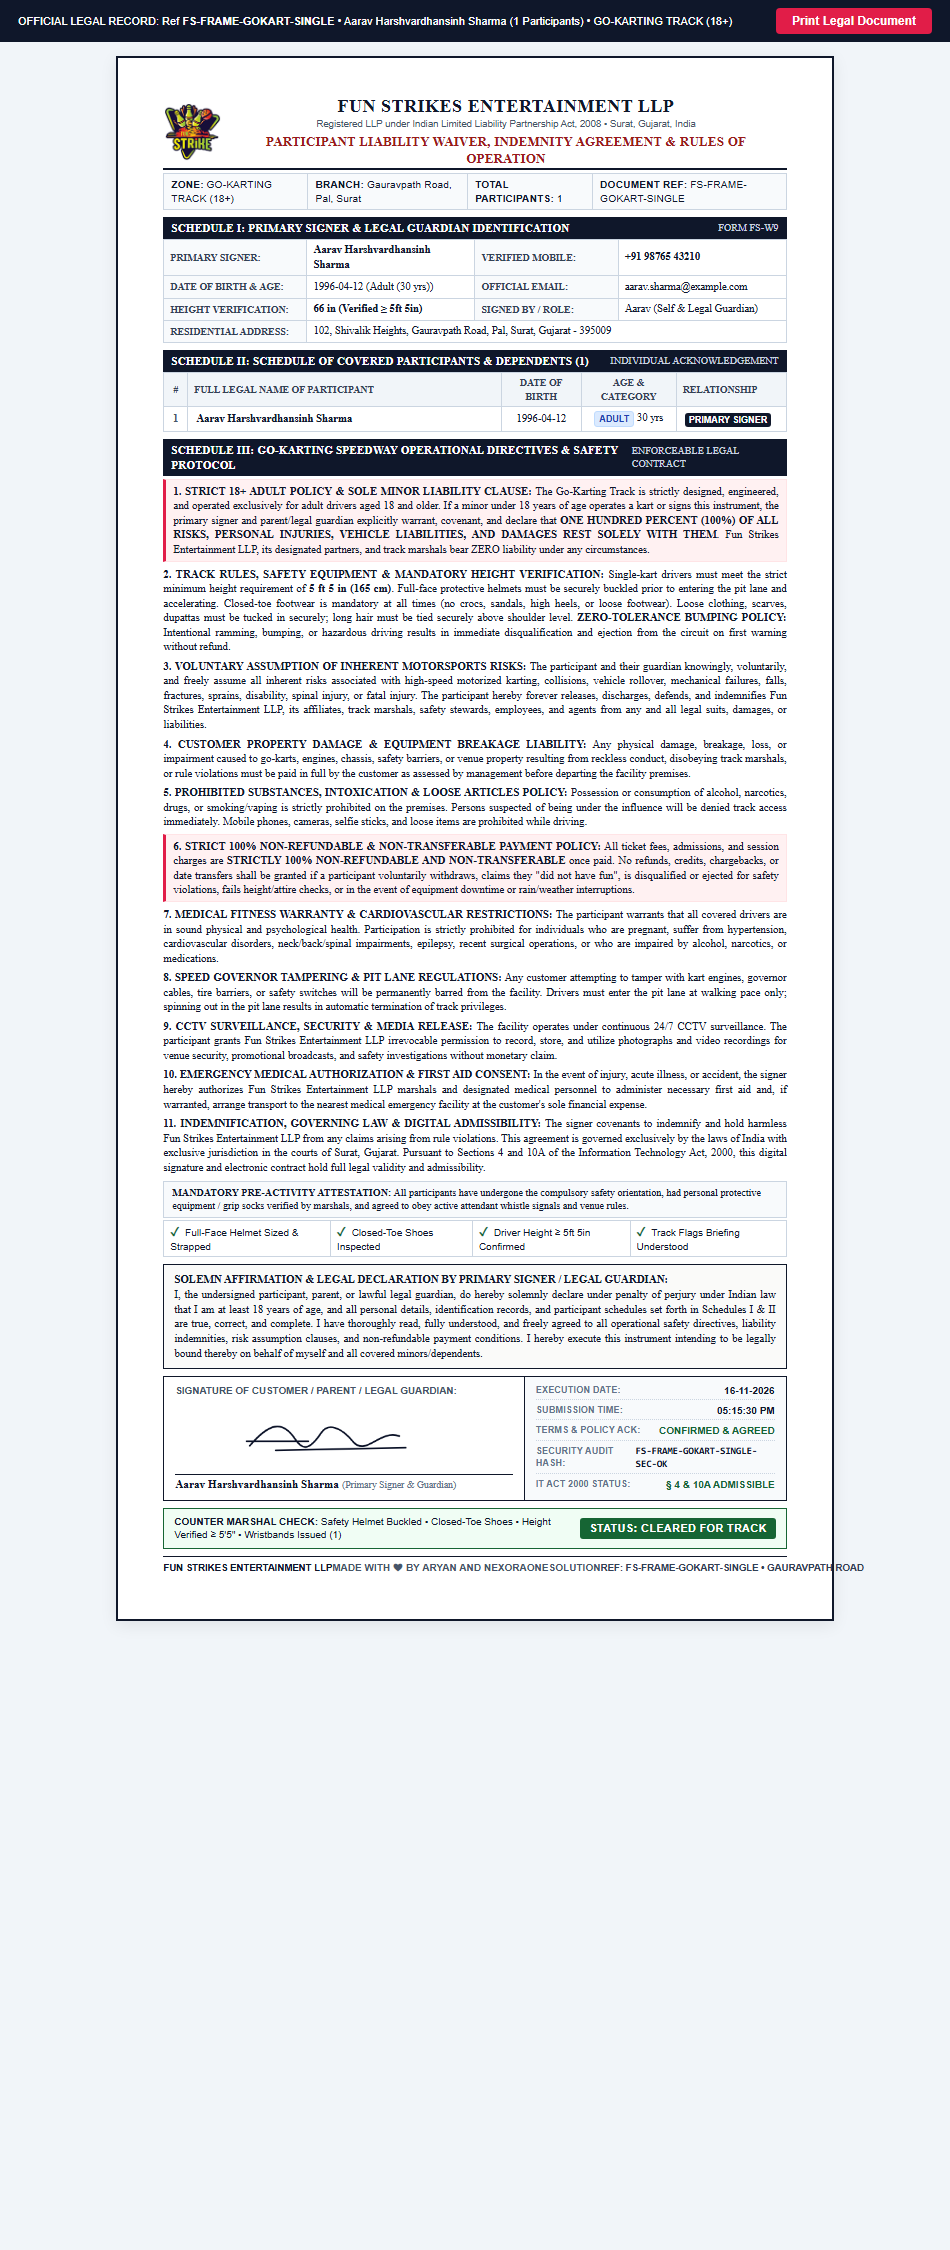 OFFICIAL LEGAL RECORD: Ref FS-FRAME-GOKART-SINGLE • Aarav Harshvardhansinh Sharma (1 Participants) • GO-KARTING TRACK (18+)
Print Legal Document
STRIKE
FUN STRIKES ENTERTAINMENT LLP
Registered LLP under Indian Limited Liability Partnership Act, 2008 • Surat, Gujarat, India
PARTICIPANT LIABILITY WAIVER, INDEMNITY AGREEMENT & RULES OF
OPERATION
ZONE: GO-KARTING
TRACK (18+)
BRANCH: Gauravpath Road,
Pal, Surat
TOTAL
PARTICIPANTS: 1
DOCUMENT REF: FS-FRAME-
GOKART-SINGLE
SCHEDULE I: PRIMARY SIGNER & LEGAL GUARDIAN IDENTIFICATION
FORM FS-W9
PRIMARY SIGNER:
Aarav Harshvardhansinh
Sharma
VERIFIED MOBILE:
+91 98765 43210
DATE OF BIRTH & AGE:
1996-04-12 (Adult (30 yrs))
OFFICIAL EMAIL:
aarav.sharma@example.com
HEIGHT VERIFICATION:
66 in (Verified ≥ 5ft 5in)
SIGNED BY / ROLE:
Aarav (Self & Legal Guardian)
RESIDENTIAL ADDRESS:
102, Shivalik Heights, Gauravpath Road, Pal, Surat, Gujarat - 395009
SCHEDULE II: SCHEDULE OF COVERED PARTICIPANTS & DEPENDENTS (1)
INDIVIDUAL ACKNOWLEDGEMENT
#
FULL LEGAL NAME OF PARTICIPANT
DATE OF
BIRTH
AGE &
CATEGORY
RELATIONSHIP
1
Aarav Harshvardhansinh Sharma
1996-04-12
ADULT 30 yrs
PRIMARY SIGNER
SCHEDULE III: GO-KARTING SPEEDWAY OPERATIONAL DIRECTIVES & SAFETY
PROTOCOL
ENFORCEABLE LEGAL
CONTRACT
1. STRICT 18+ ADULT POLICY & SOLE MINOR LIABILITY CLAUSE: The Go-Karting Track is strictly designed, engineered,
and operated exclusively for adult drivers aged 18 and older. If a minor under 18 years of age operates a kart or signs this instrument, the
primary signer and parent/legal guardian explicitly warrant, covenant, and declare that ONE HUNDRED PERCENT (100%) OF ALL
RISKS, PERSONAL INJURIES, VEHICLE LIABILITIES, AND DAMAGES REST SOLELY WITH THEM. Fun Strikes
Entertainment LLP, its designated partners, and track marshals bear ZERO liability under any circumstances.
2. TRACK RULES, SAFETY EQUIPMENT & MANDATORY HEIGHT VERIFICATION: Single-kart drivers must meet the strict
minimum height requirement of 5 ft 5 in (165 cm). Full-face protective helmets must be securely buckled prior to entering the pit lane and
accelerating. Closed-toe footwear is mandatory at all times (no crocs, sandals, high heels, or loose footwear). Loose clothing, scarves,
dupattas must be tucked in securely; long hair must be tied securely above shoulder level. ZERO-TOLERANCE BUMPING POLICY:
Intentional ramming, bumping, or hazardous driving results in immediate disqualification and ejection from the circuit on first warning
without refund.
3. VOLUNTARY ASSUMPTION OF INHERENT MOTORSPORTS RISKS: The participant and their guardian knowingly, voluntarily,
and freely assume all inherent risks associated with high-speed motorized karting, collisions, vehicle rollover, mechanical failures, falls,
fractures, sprains, disability, spinal injury, or fatal injury. The participant hereby forever releases, discharges, defends, and indemnifies Fun
Strikes Entertainment LLP, its affiliates, track marshals, safety stewards, employees, and agents from any and all legal suits, damages, or
liabilities.
4. CUSTOMER PROPERTY DAMAGE & EQUIPMENT BREAKAGE LIABILITY: Any physical damage, breakage, loss, or
impairment caused to go-karts, engines, chassis, safety barriers, or venue property resulting from reckless conduct, disobeying track marshals,
or rule violations must be paid in full by the customer as assessed by management before departing the facility premises.
5. PROHIBITED SUBSTANCES, INTOXICATION & LOOSE ARTICLES POLICY: Possession or consumption of alcohol, narcotics,
drugs, or smoking/vaping is strictly prohibited on the premises. Persons suspected of being under the influence will be denied track access
immediately. Mobile phones, cameras, selfie sticks, and loose items are prohibited while driving.
6. STRICT 100% NON-REFUNDABLE & NON-TRANSFERABLE PAYMENT POLICY: All ticket fees, admissions, and session
charges are STRICTLY 100% NON-REFUNDABLE AND NON-TRANSFERABLE once paid. No refunds, credits, chargebacks, or
date transfers shall be granted if a participant voluntarily withdraws, claims they "did not have fun", is disqualified or ejected for safety
violations, fails height/attire checks, or in the event of equipment downtime or rain/weather interruptions.
7. MEDICAL FITNESS WARRANTY & CARDIOVASCULAR RESTRICTIONS: The participant warrants that all covered drivers are
in sound physical and psychological health. Participation is strictly prohibited for individuals who are pregnant, suffer from hypertension,
cardiovascular disorders, neck/back/spinal impairments, epilepsy, recent surgical operations, or who are impaired by alcohol, narcotics, or
medications.
8. SPEED GOVERNOR TAMPERING & PIT LANE REGULATIONS: Any customer attempting to tamper with kart engines, governor
cables, tire barriers, or safety switches will be permanently barred from the facility. Drivers must enter the pit lane at walking pace only;
spinning out in the pit lane results in automatic termination of track privileges.
9. CCTV SURVEILLANCE, SECURITY & MEDIA RELEASE: The facility operates under continuous 24/7 CCTV surveillance. The
participant grants Fun Strikes Entertainment LLP irrevocable permission to record, store, and utilize photographs and video recordings for
venue security, promotional broadcasts, and safety investigations without monetary claim.
10. EMERGENCY MEDICAL AUTHORIZATION & FIRST AID CONSENT: In the event of injury, acute illness, or accident, the signer
hereby authorizes Fun Strikes Entertainment LLP marshals and designated medical personnel to administer necessary first aid and, if
warranted, arrange transport to the nearest medical emergency facility at the customer's sole financial expense.
11. INDEMNIFICATION, GOVERNING LAW & DIGITAL ADMISSIBILITY: The signer covenants to indemnify and hold harmless
Fun Strikes Entertainment LLP from any claims arising from rule violations. This agreement is governed exclusively by the laws of India with
exclusive jurisdiction in the courts of Surat, Gujarat. Pursuant to Sections 4 and 10A of the Information Technology Act, 2000, this digital
signature and electronic contract hold full legal validity and admissibility.
MANDATORY PRE-ACTIVITY ATTESTATION: All participants have undergone the compulsory safety orientation, had personal protective
equipment / grip socks verified by marshals, and agreed to obey active attendant whistle signals and venue rules.
✓ Full-Face Helmet Sized &
Strapped
✓ Closed-Toe Shoes
Inspected
✓ Driver Height ≥ 5ft 5in
Confirmed
✓ Track Flags Briefing
Understood
SOLEMN AFFIRMATION & LEGAL DECLARATION BY PRIMARY SIGNER / LEGAL GUARDIAN:
I, the undersigned participant, parent, or lawful legal guardian, do hereby solemnly declare under penalty of perjury under Indian law
that I am at least 18 years of age, and all personal details, identification records, and participant schedules set forth in Schedules I & II
are true, correct, and complete. I have thoroughly read, fully understood, and freely agreed to all operational safety directives, liability
indemnities, risk assumption clauses, and non-refundable payment conditions. I hereby execute this instrument intending to be legally
bound thereby on behalf of myself and all covered minors/dependents.
SIGNATURE OF CUSTOMER / PARENT / LEGAL GUARDIAN:
Aarav Harshvardhansinh Sharma (Primary Signer & Guardian)
EXECUTION DATE: 16-11-2026
SUBMISSION TIME: 05:15:30 PM
TERMS & POLICY ACK: CONFIRMED & AGREED
SECURITY AUDIT
HASH:
FS-FRAME-GOKART-SINGLE-
SEC-OK
IT ACT 2000 STATUS: § 4 & 10A ADMISSIBLE
COUNTER MARSHAL CHECK: Safety Helmet Buckled • Closed-Toe Shoes • Height
Verified ≥ 5'5" • Wristbands Issued (1)
STATUS: CLEARED FOR TRACK
FUN STRIKES ENTERTAINMENT LLPMADE WITH ❤ BY ARYAN AND NEXORAONESOLUTIONREF: FS-FRAME-GOKART-SINGLE • GAURAVPATH ROAD